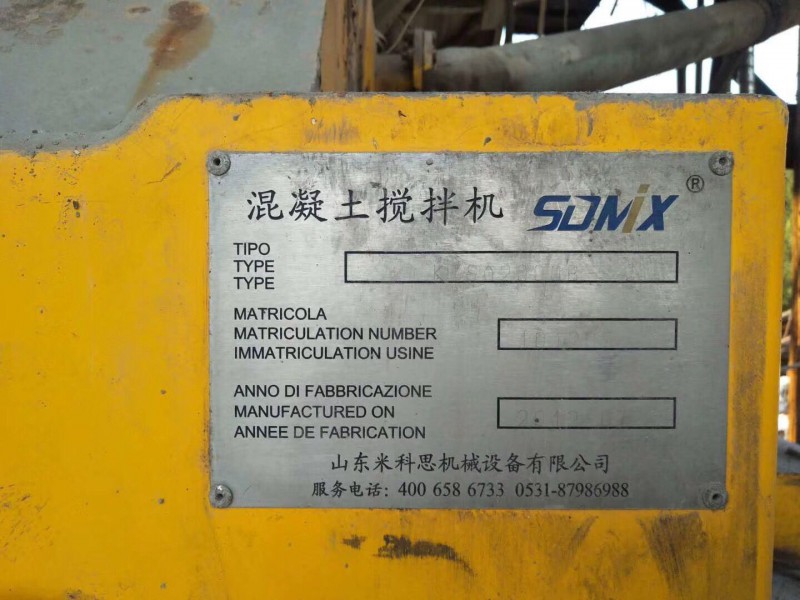 混凝土搅拌机 SDMiX ®
TIPO
TYPE
TYPE
MATRICOLA
MATRICULATION NUMBER
IMMATRICULATION USINE
ANNO DI FABBRICAZIONE
MANUFACTURED ON
ANNEE DE FABRICATION
山东米科思机械设备有限公司
服务电话: 400 658 6733 0531-87986988